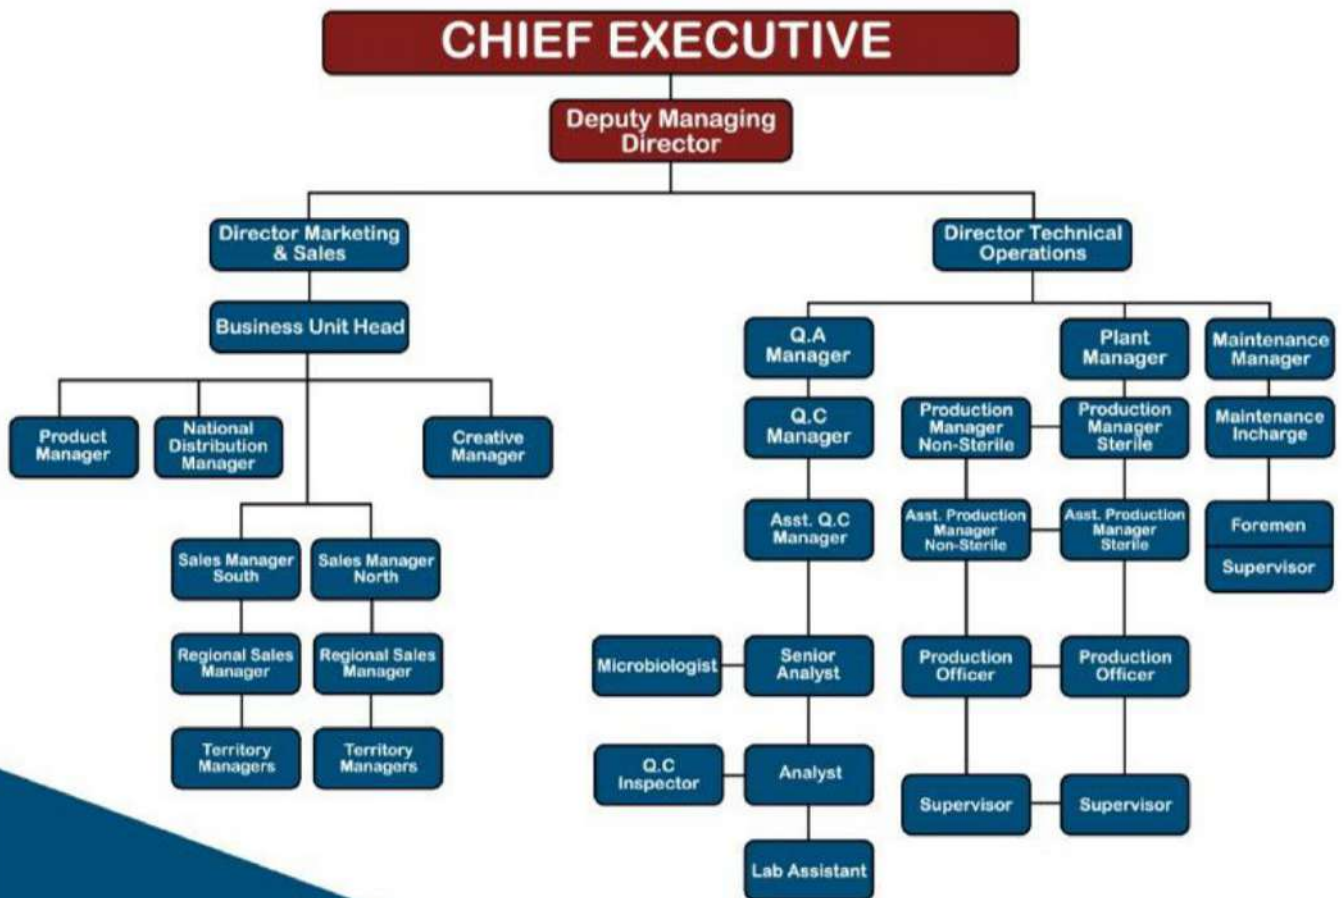 CHIEF EXECUTIVE
Deputy Managing
Director
Director Marketing
& Sales
Director Technical
Operations
Business Unit Head
Q.A
Manager
Plant
Manager
Maintenance
Manager
Product
Manager
National
Distribution
Manager
Creative
Manager
Q.C
Manager
Production
Manager
Non-Sterile
Production
Manager
Sterile
Maintenance
Incharge
Asst. Q.C
Manager
Asst. Production
Manager
Non-Sterile
Asst. Production
Manager
Sterile
Foremen
Supervisor
Sales Manager
South
Sales Manager
North
Regional Sales
Manager
Regional Sales
Manager
Microbiologist
Senior
Analyst
Production
Officer
Production
Officer
Territory
Managers
Territory
Managers
Q.C
Inspector
Analyst
Supervisor
Supervisor
Lab Assistant